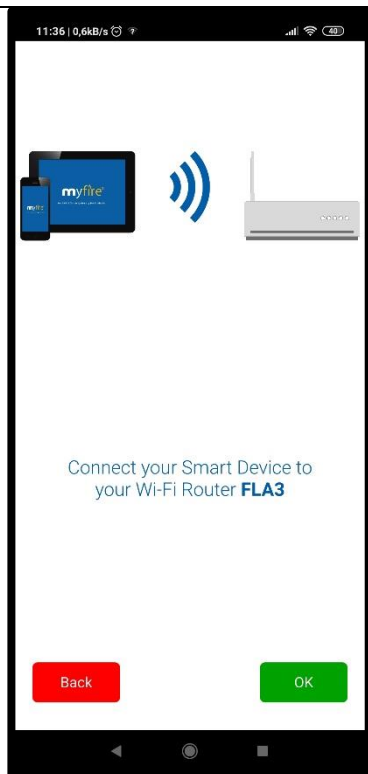 11:36 | 0,6kB/s
40
myfire
myfire
Connect your Smart Device to
your Wi-Fi Router FLA3
Back
OK